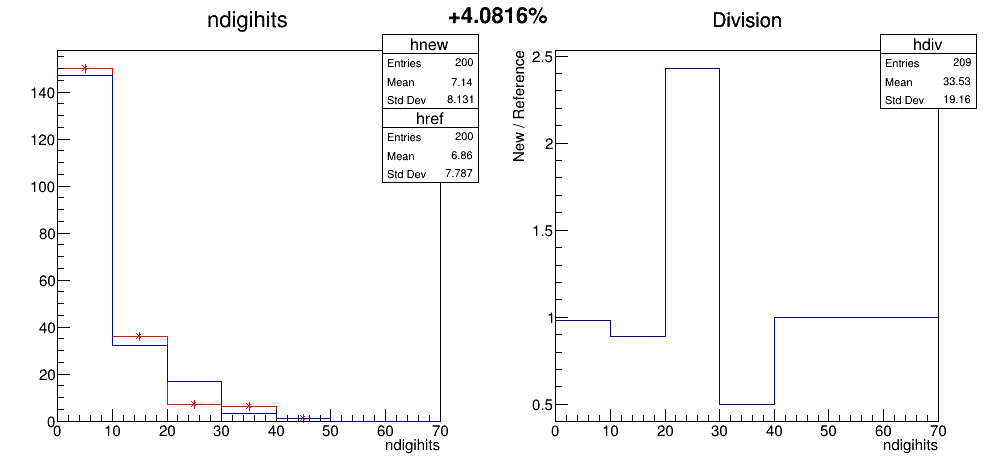 +4.0816%
ndigihits
hnew
Entries 200
Mean 7.14
Std Dev 8.131
href
Entries 200
Mean 6.86
Std Dev 7.787
140
120
100
80
60
40
20
0
0 10 20 30 40 50 60 70
ndigihits
Division
hdiv
Entries 209
Mean 33.53
Std Dev 19.16
New / Reference
2.5
2
1.5
1
0.5
0 10 20 30 40 50 60 70
ndigihits